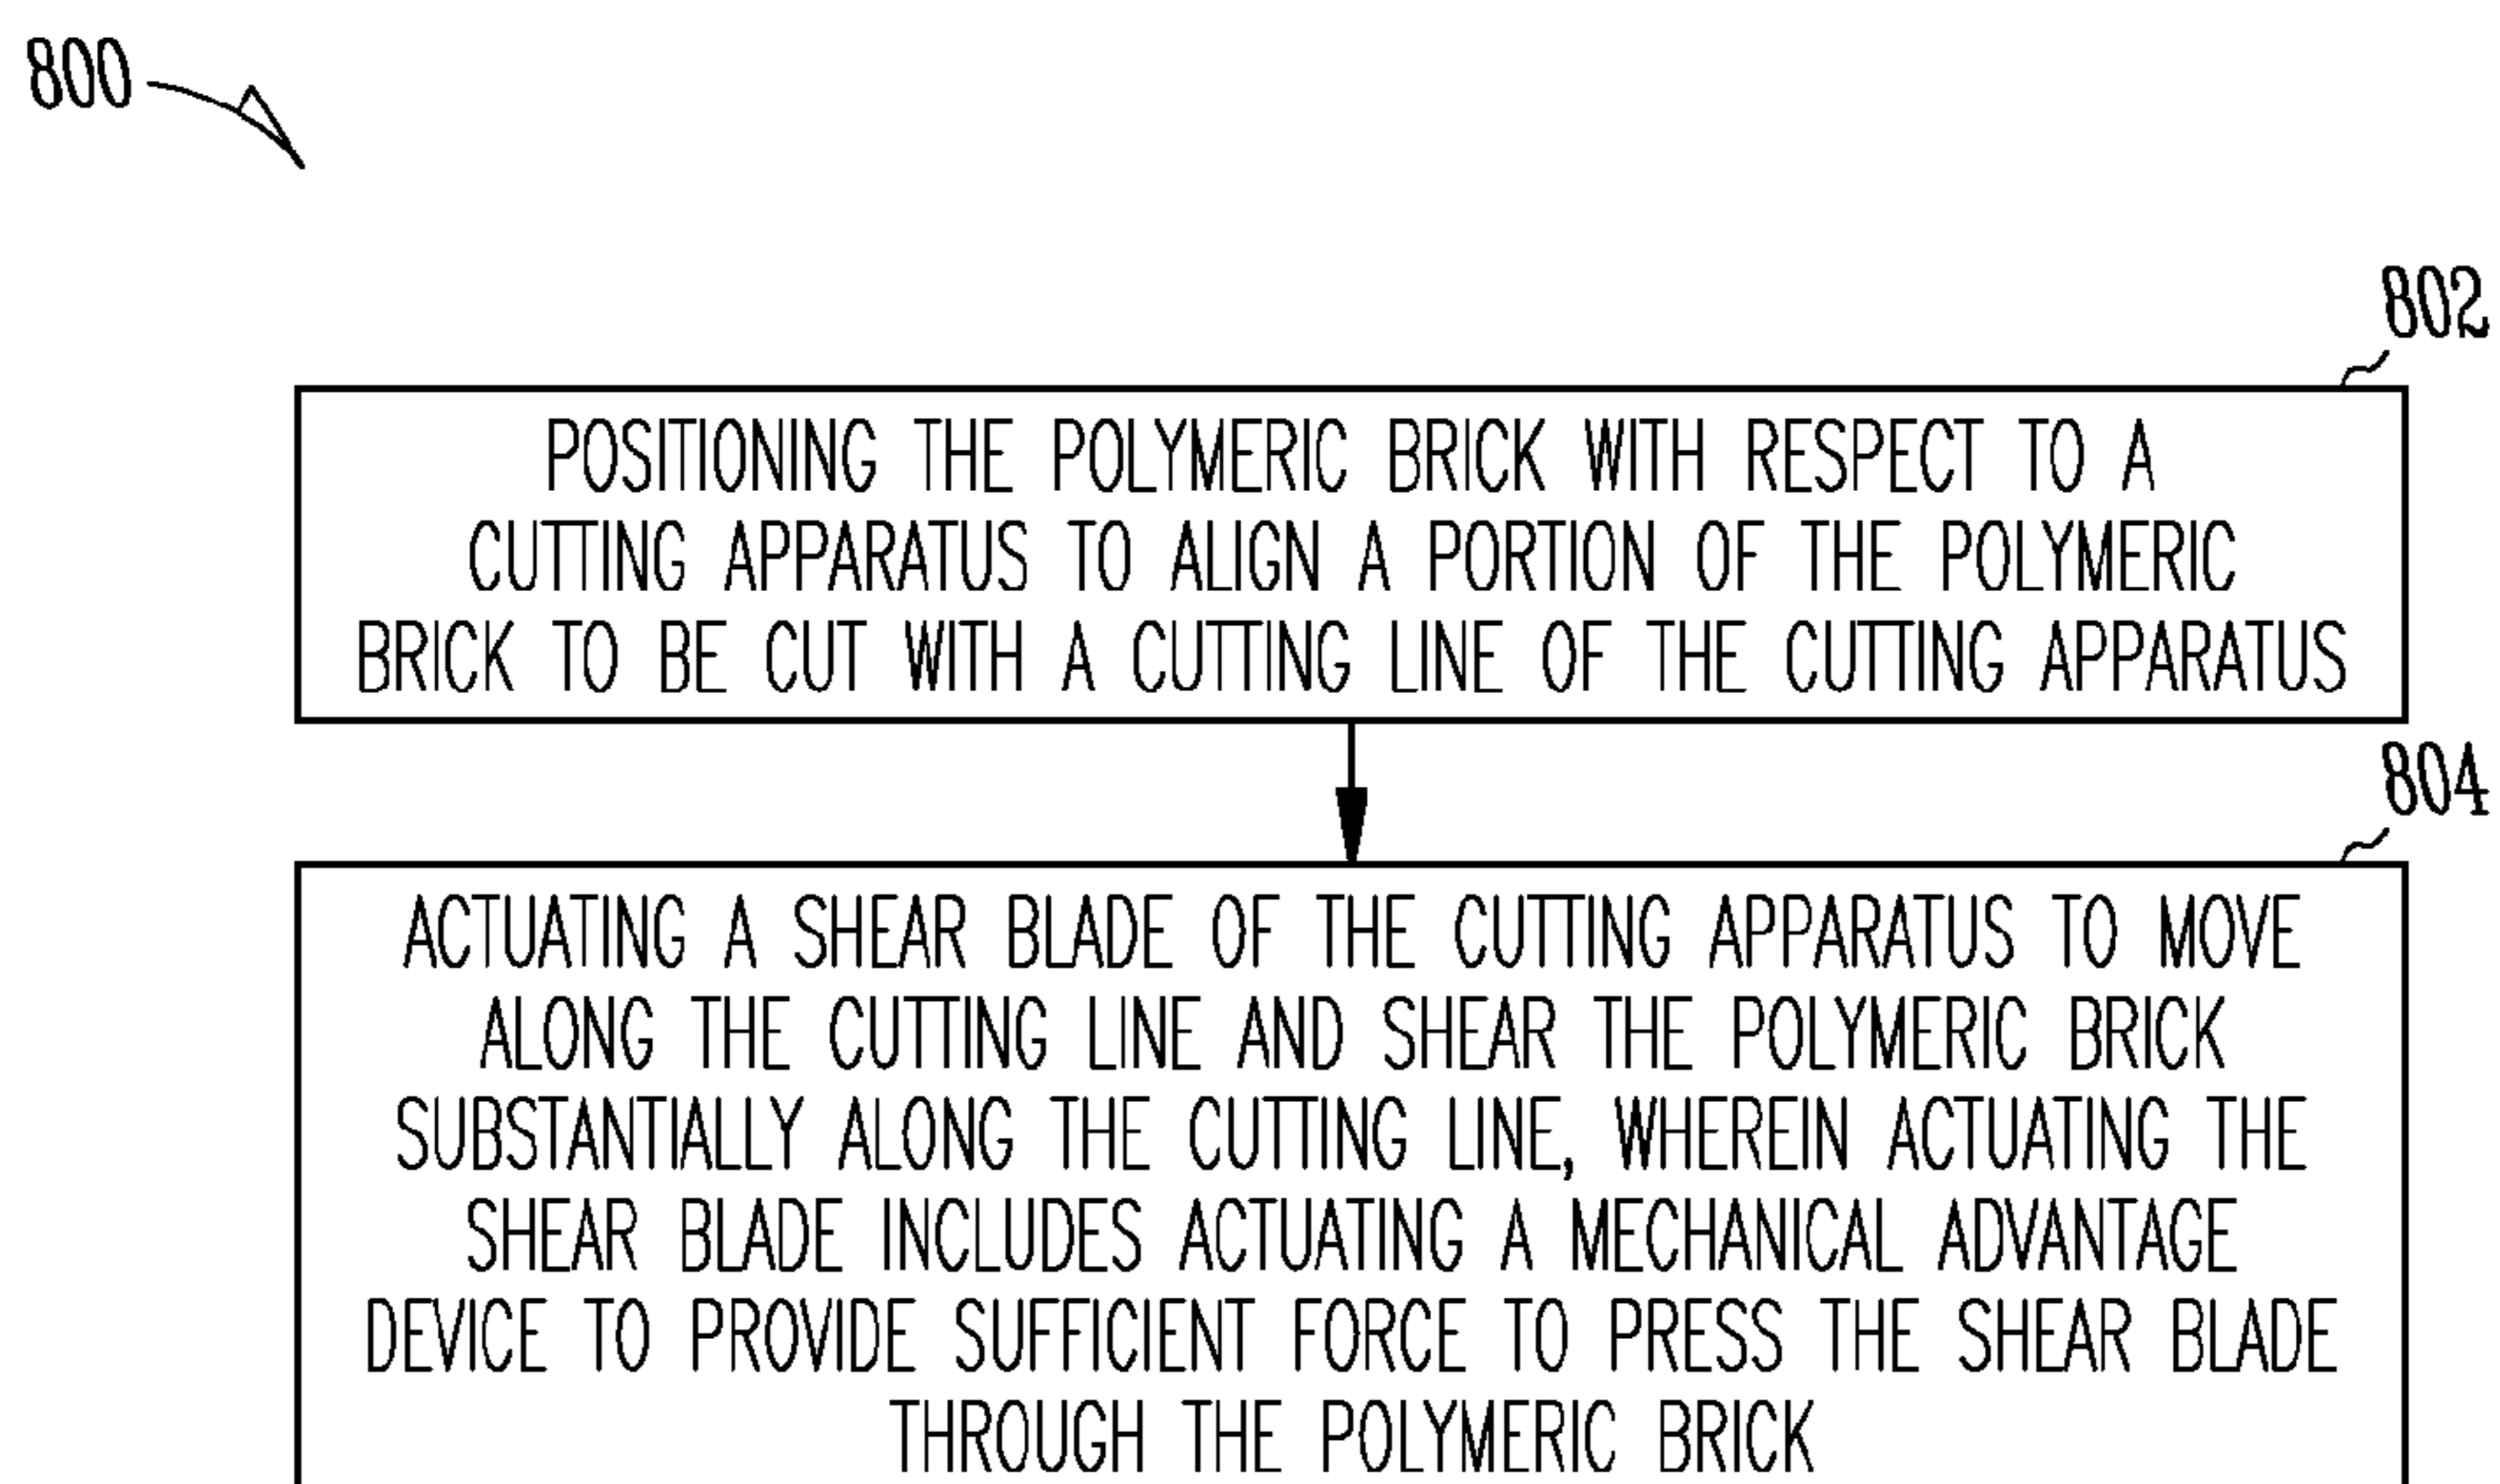 800
802
POSITIONING THE POLYMERIC BRICK WITH RESPECT TO A
CUTTING APPARATUS TO ALIGN A PORTION OF THE POLYMERIC
BRICK TO BE CUT WITH A CUTTING LINE OF THE CUTTING APPARATUS
804
ACTUATING A SHEAR BLADE OF THE CUTTING APPARATUS TO MOVE
ALONG THE CUTTING LINE AND SHEAR THE POLYMERIC BRICK
SUBSTANTIALLY ALONG THE CUTTING LINE, WHEREIN ACTUATING THE
SHEAR BLADE INCLUDES ACTUATING A MECHANICAL ADVANTAGE
DEVICE TO PROVIDE SUFFICIENT FORCE TO PRESS THE SHEAR BLADE
THROUGH THE POLYMERIC BRICK